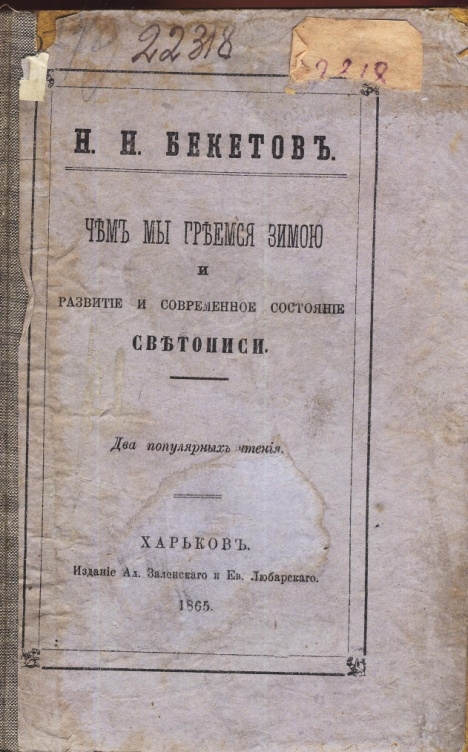 22318
2218
Н. Н. БЕКЕТОВЪ.
ЧѢМЪ МЫ ГРѢЕМСЯ ЗИМОЮ
И
РАЗВИТІЕ И СОВРЕМЕННОЕ СОСТОЯНІЕ
СВѢТОПИСИ.
Два популярныхъ чтенія.
ХАРЬКОВЪ.
Изданіе Ал. Заленскаго и Ев. Любарскаго.
1865.